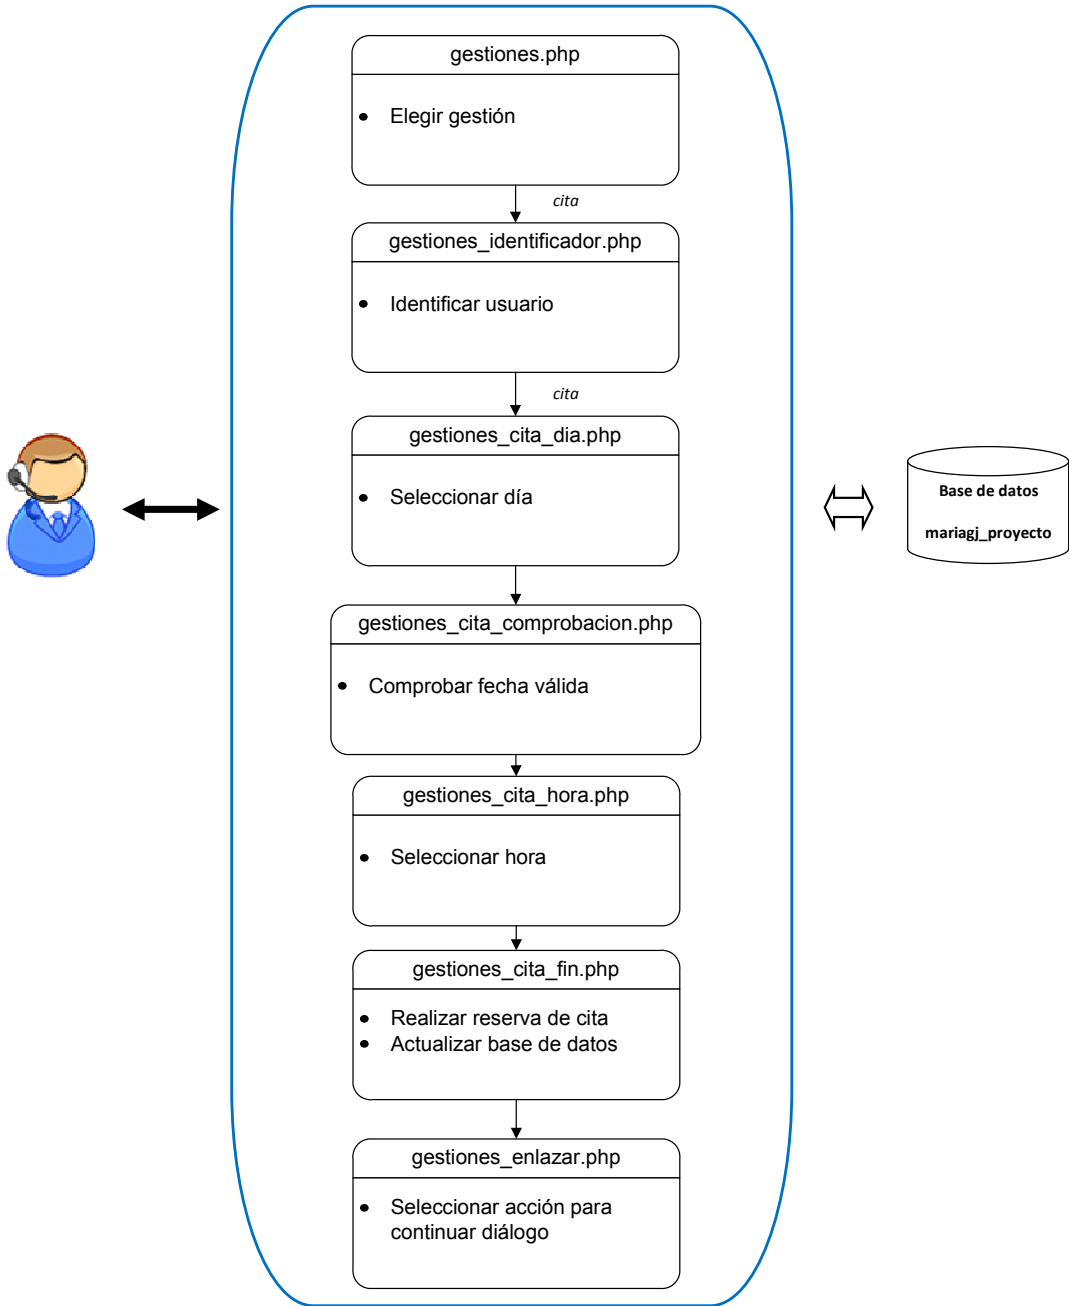 gestiones.php
• Elegir gestión
cita
gestiones_identificador.php
• Identificar usuario
cita
gestiones_cita_dia.php
• Seleccionar día
gestiones_cita_comprobacion.php
• Comprobar fecha válida
gestiones_cita_hora.php
• Seleccionar hora
gestiones_cita_fin.php
• Realizar reserva de cita
• Actualizar base de datos
gestiones_enlazar.php
• Seleccionar acción para
continuar diálogo
Base de datos
mariagj_proyecto